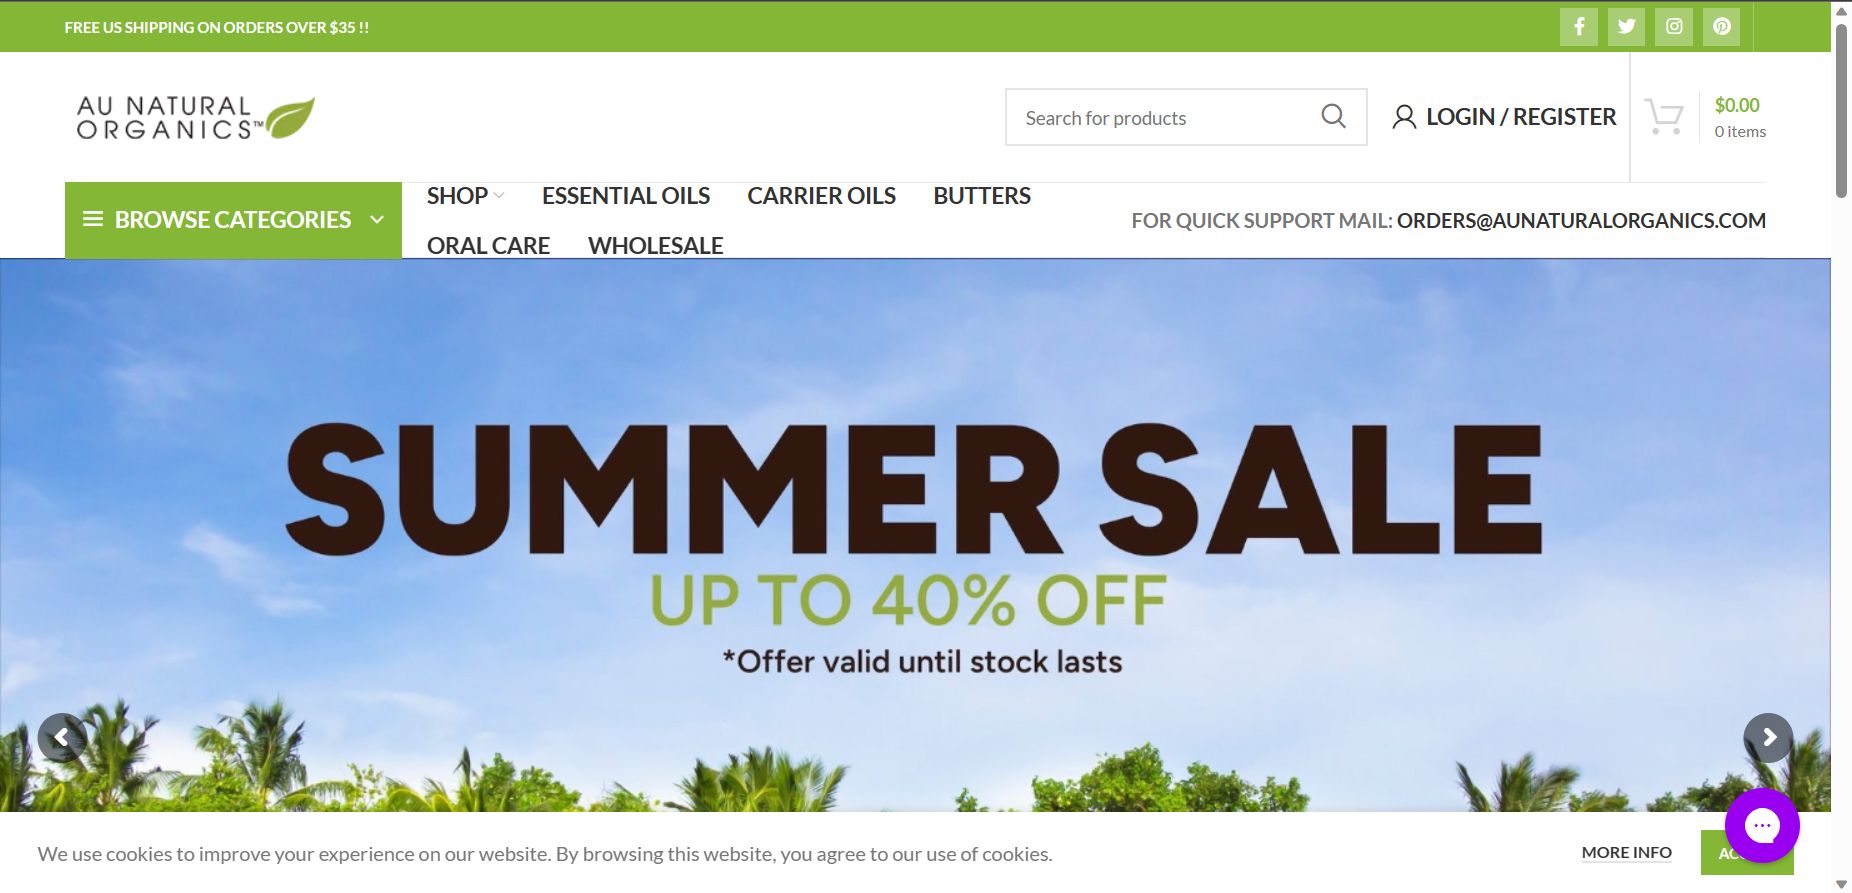 FREE US SHIPPING ON ORDERS OVER $35 !!
AU NATURAL
ORGANICS™
Search for products
LOGIN / REGISTER
$0.00
0 items
BROWSE CATEGORIES
SHOP
ESSENTIAL OILS
CARRIER OILS
BUTTERS
ORAL CARE
WHOLESALE
FOR QUICK SUPPORT MAIL: ORDERS@AUNATURALORGANICS.COM
SUMMER SALE
UP TO 40% OFF
*Offer valid until stock lasts
We use cookies to improve your experience on our website. By browsing this website, you agree to our use of cookies.
MORE INFO